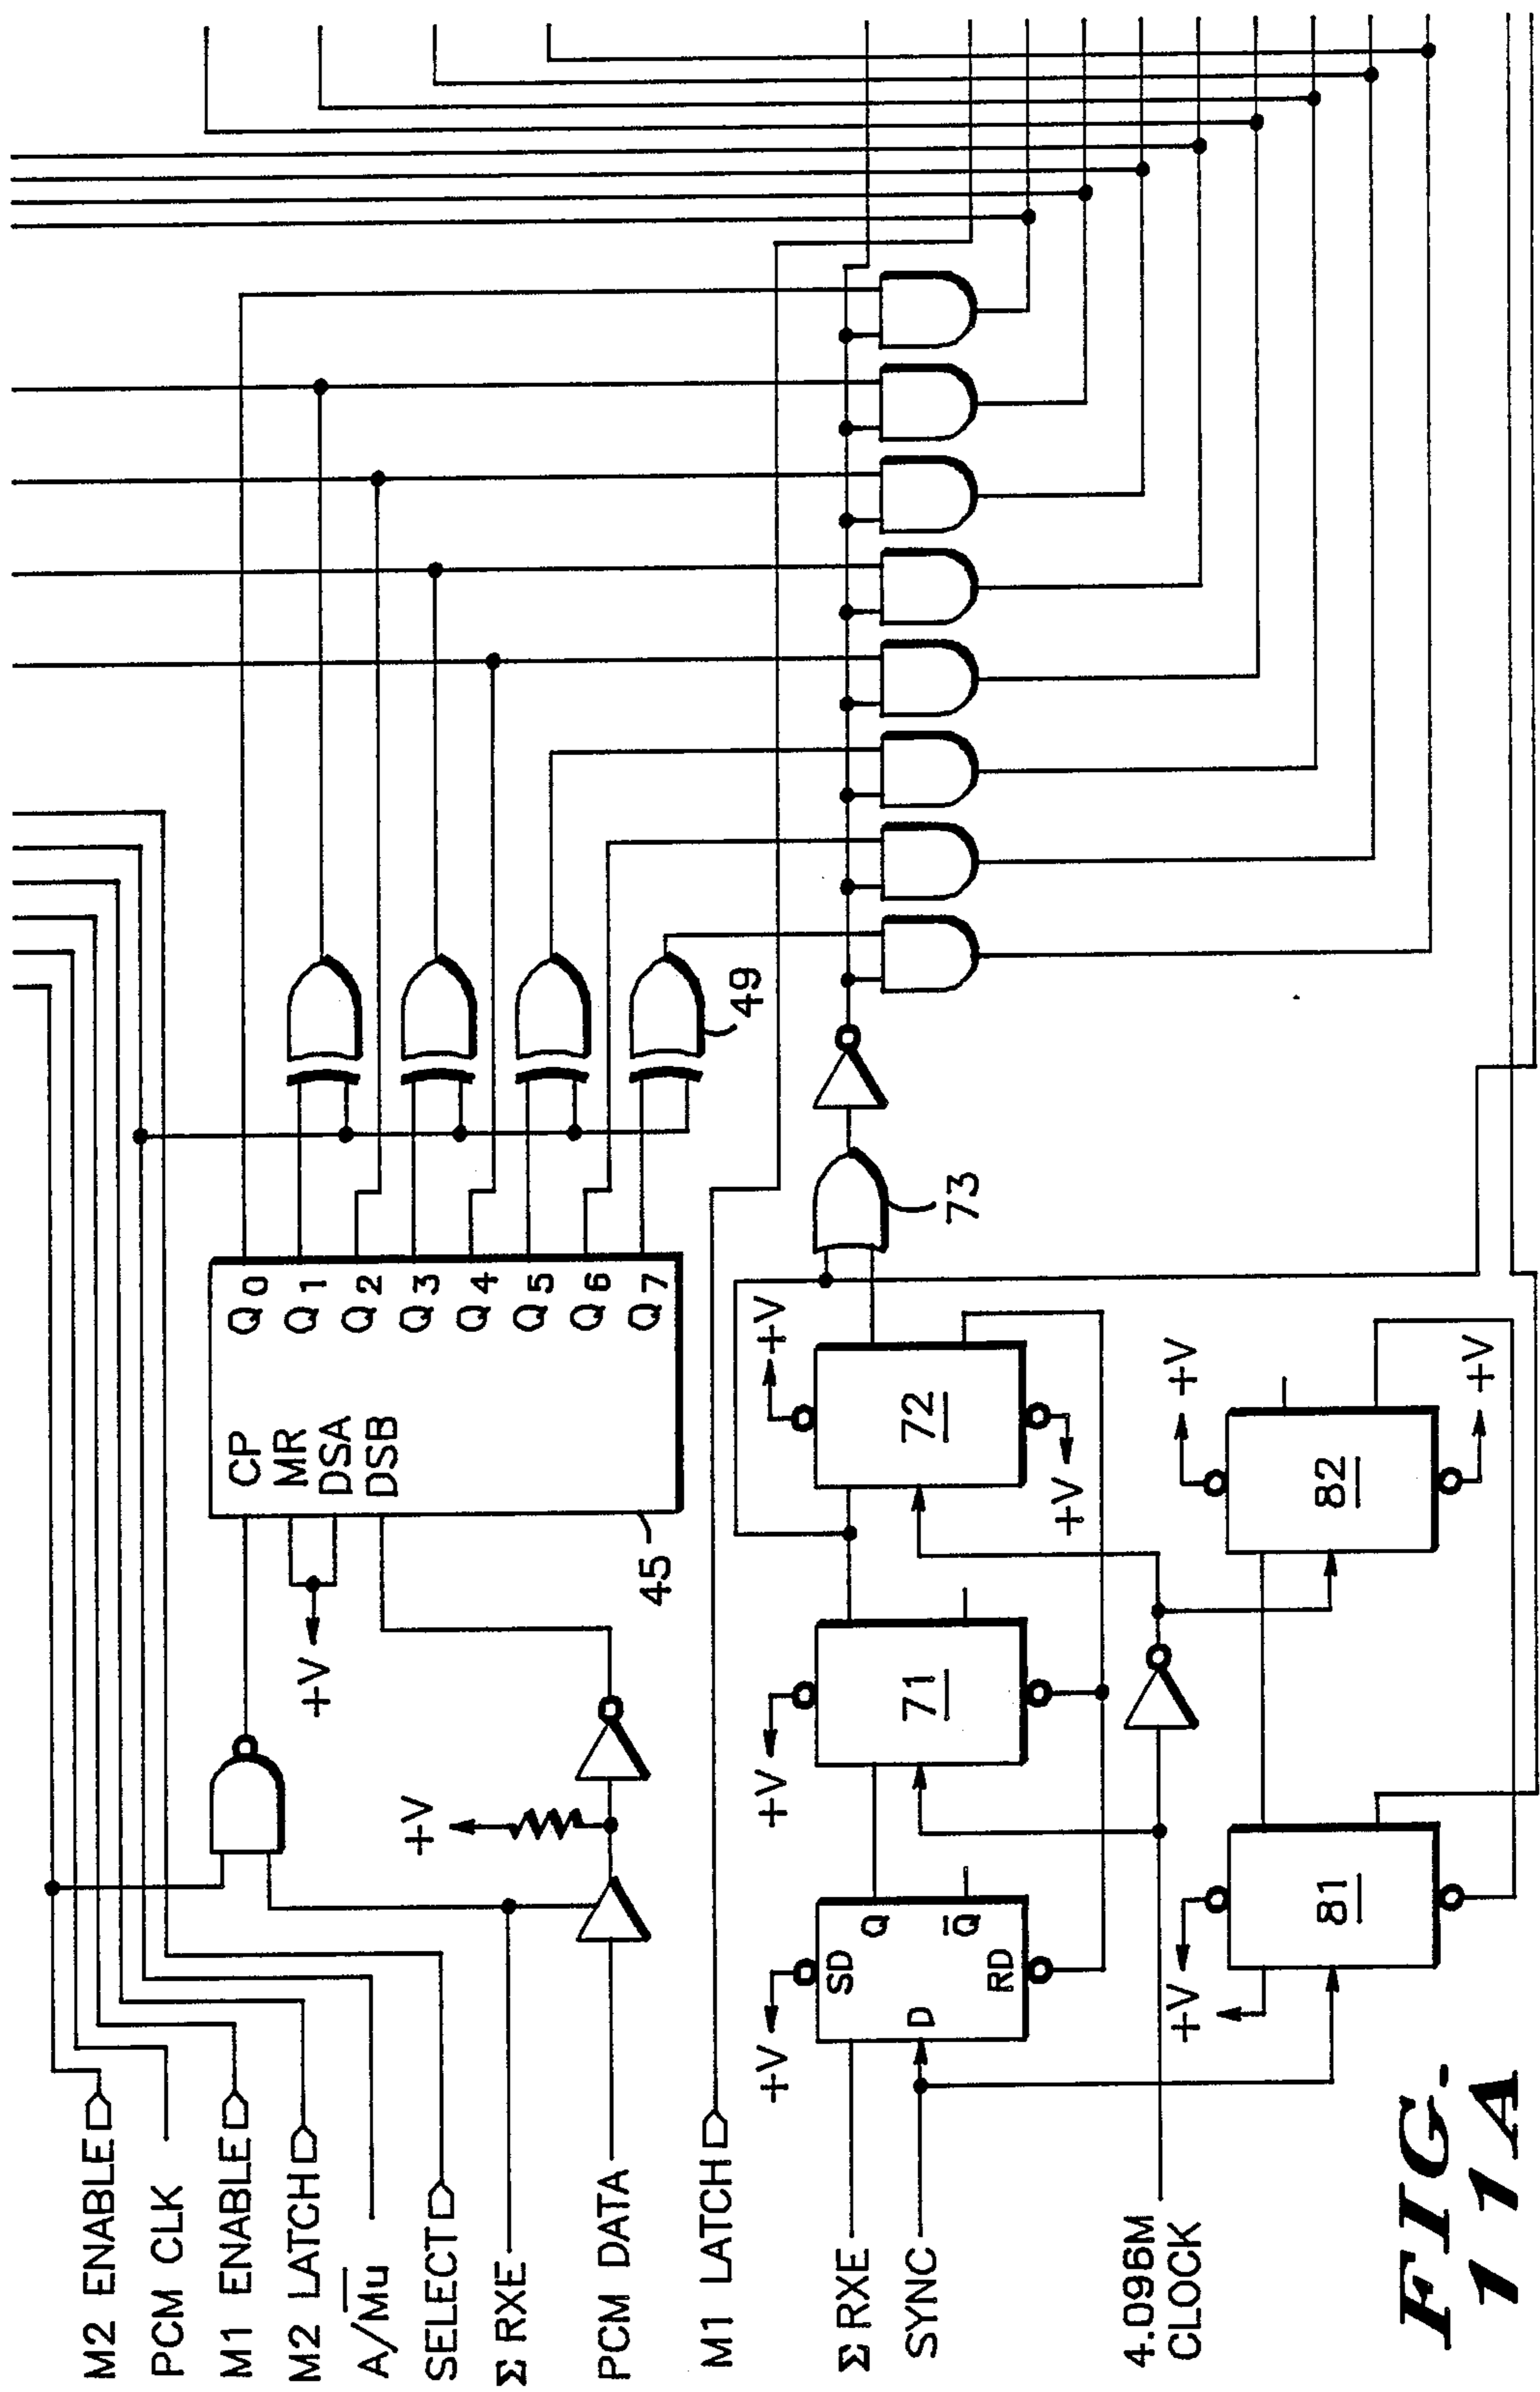 M2 ENABLE
PCM CLK
M1 ENABLE
M2 LATCH
A/M̅u̅
SELECT
Σ RXE
PCM DATA
M1 LATCH
Σ RXE
SYNC
4.096M
CLOCK
+V
CP
MR
DSA
DSB
Q0
Q1
Q2
Q3
Q4
Q5
Q6
Q7
45
+V
49
+V
SD
D
Q
Q̅
RD
+V
71
+V
72
+V
73
+V
+V
81
+V
82
+V
FIG.
11A